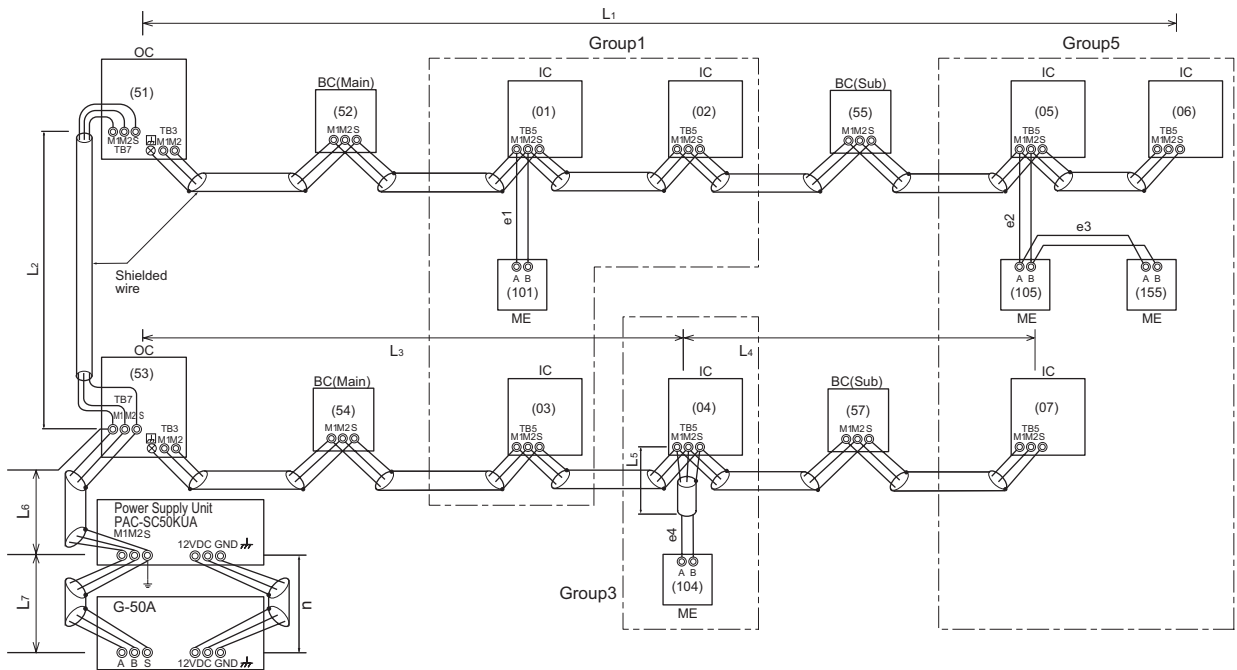 L1
Group1
Group5
OC
(51)
M1M2S
TB7
TB3
M1M2
BC(Main)
(52)
M1M2S
IC
(01)
TB5
M1M2S
IC
(02)
TB5
M1M2S
BC(Sub)
(55)
M1M2S
IC
(05)
TB5
M1M2S
IC
(06)
TB5
M1M2S
L2
Shielded
wire
e1
A B
(101)
ME
e2
e3
A B
(105)
ME
A B
(155)
ME
L3
L4
OC
(53)
TB7
M1M2 S
TB3
M1M2
BC(Main)
(54)
M1M2S
IC
(03)
TB5
M1M2S
IC
(04)
TB5
M1M2S
BC(Sub)
(57)
M1M2S
IC
(07)
TB5
M1M2S
L5
e4
A B
(104)
ME
Group3
L6
Power Supply Unit
PAC-SC50KUA
M1M2S
12VDC GND
L7
n
G-50A
A B S
12VDC GND